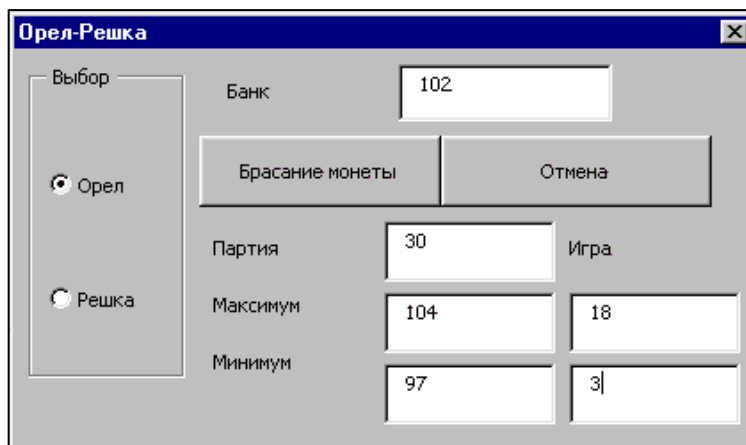 Орел-Решка
Выбор
Орел
Решка
Банк 102
Брасание монеты Отмена
Партия 30 Игра
Максимум 104 18
Минимум 97 3